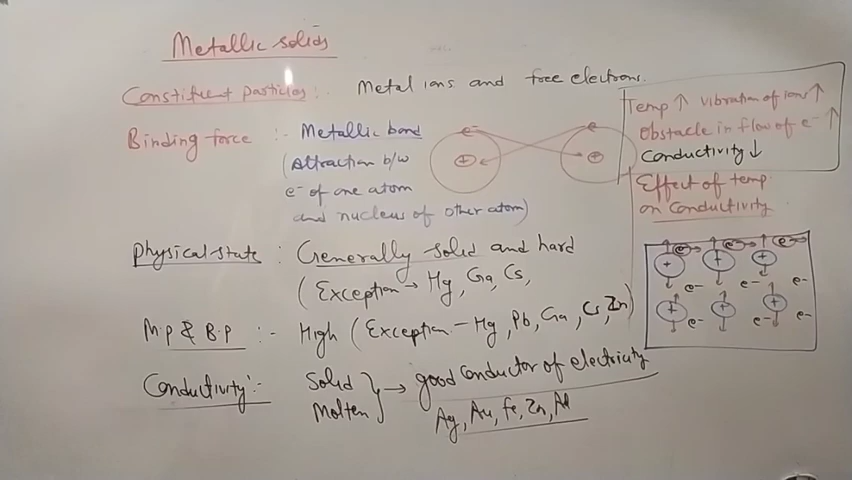 Metallic solids
Constituent particles :- Metal ions and free electrons.
Binding force :- Metallic bond
(Attraction b/w
e- of one atom
and nucleus of other atom)
e- e-
+ +
Temp ↑ vibration of ions ↑
Obstacle in flow of e- ↑
Conductivity ↓
Effect of temp
on conductivity
Physical state : Generally solid and hard
(Exception → Hg, Ga, Cs,
M.p & B.p :- High (Exception - Hg, Pb, Ga, Cs, Zn)
Conductivity :- Solid
Molten
→ good conductor of electricity
Ag, Au, Fe, Zn, Al
e- e- e-
+ + +
e- e- e-
+ + +
e- e- e-